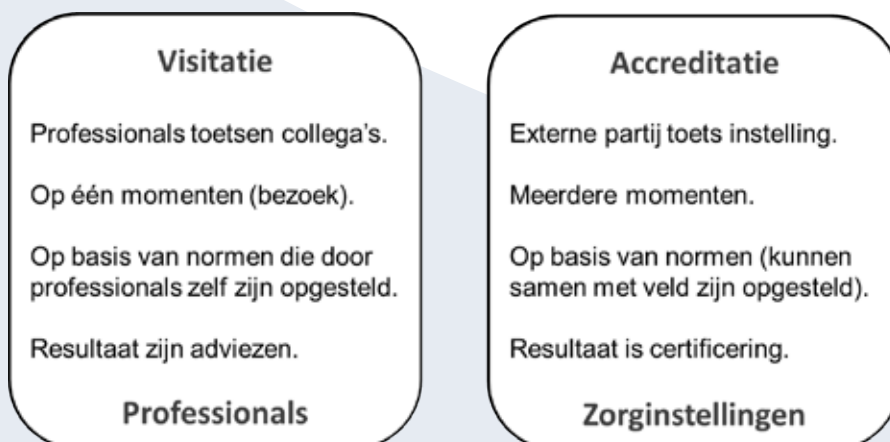 Visitatie
Professionals toetsen collega's.
Op één momenten (bezoek).
Op basis van normen die door
professionals zelf zijn opgesteld.
Resultaat zijn adviezen.
Professionals
Accreditatie
Externe partij toets instelling.
Meerdere momenten.
Op basis van normen (kunnen
samen met veld zijn opgesteld).
Resultaat is certificering.
Zorginstellingen